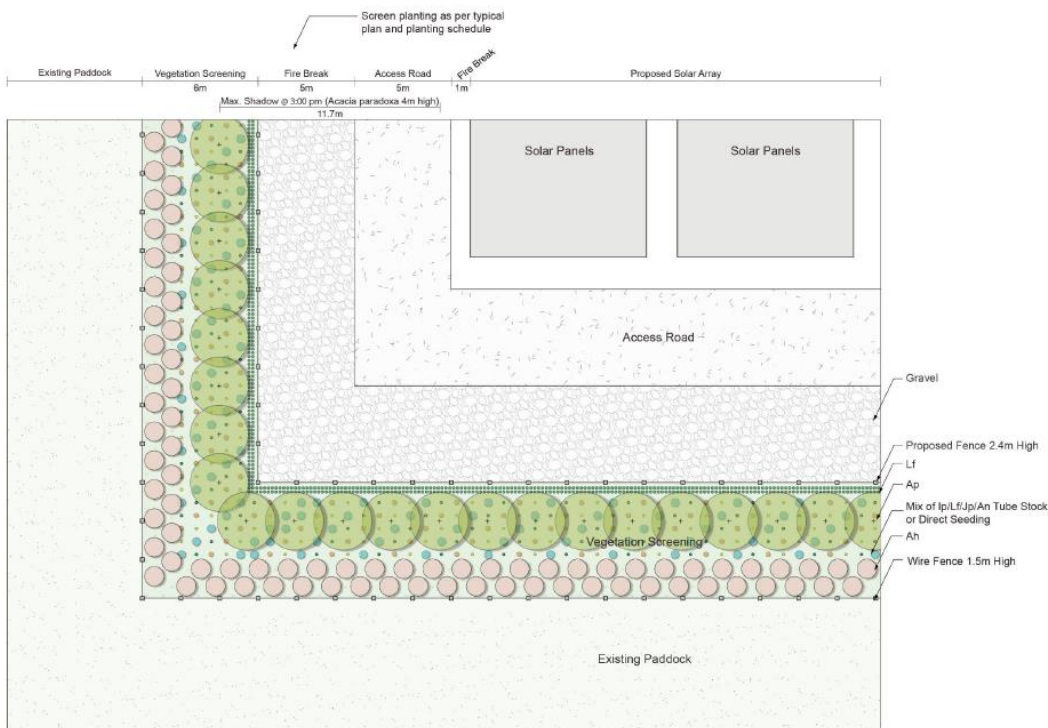 Screen planting as per typical
plan and planting schedule
Existing Paddock
Vegetation Screening
Fire Break
Access Road
Fire Break
Proposed Solar Array
6m
5m
5m
1m
Max. Shadow @ 3:00 pm (Acacia paradoxa 4m high)
11.7m
Solar Panels
Solar Panels
Access Road
Gravel
Proposed Fence 2.4m High
Lf
Ap
Mix of Ip/Lf/Jp/An Tube Stock
or Direct Seeding
Vegetation Screening
Ah
Wire Fence 1.5m High
Existing Paddock